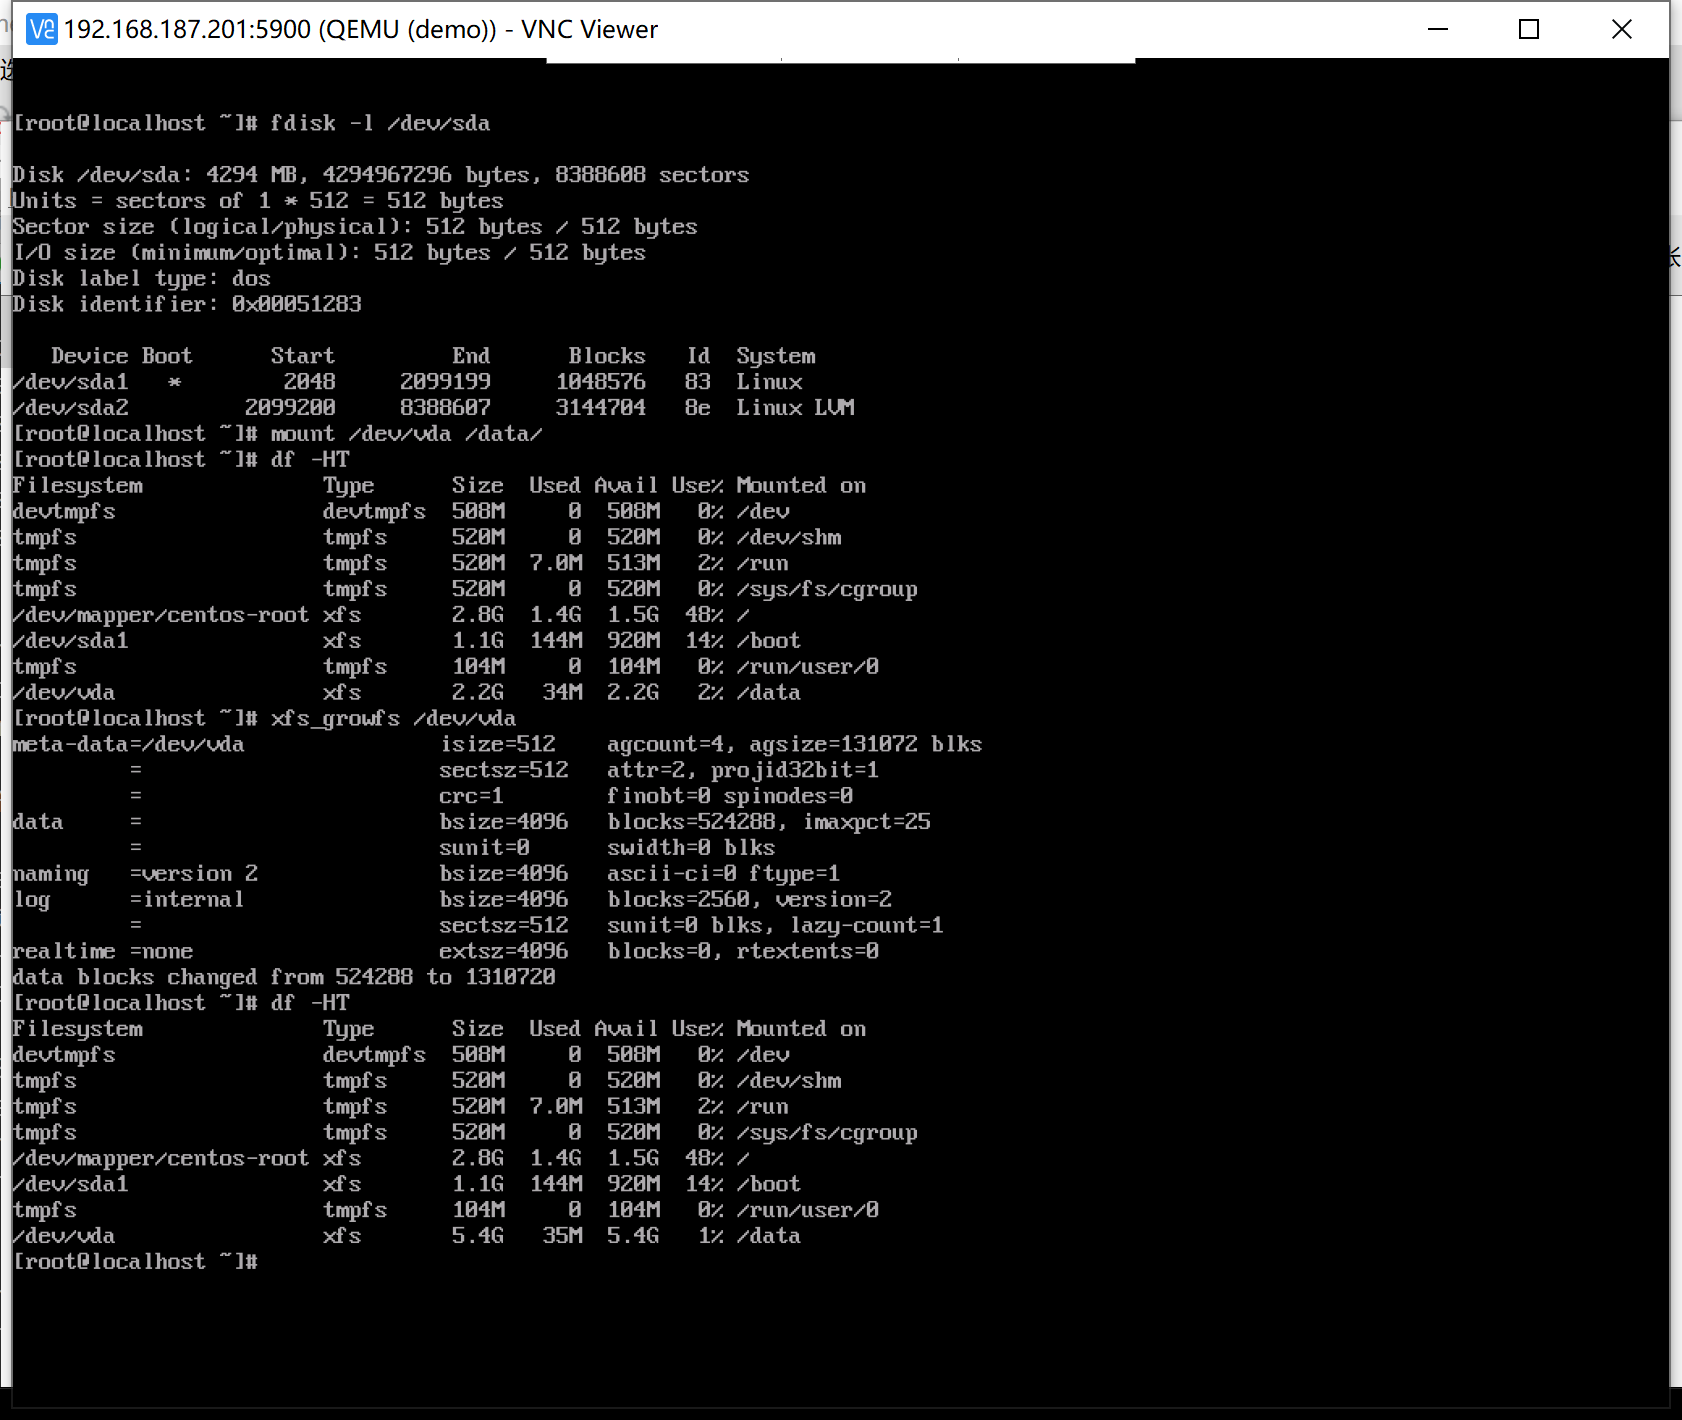 192.168.187.201:5900 (QEMU (demo)) - VNC Viewer
[root@localhost ~]# fdisk -l /dev/sda
Disk /dev/sda: 4294 MB, 4294967296 bytes, 8388608 sectors
Units = sectors of 1 * 512 = 512 bytes
Sector size (logical/physical): 512 bytes / 512 bytes
I/O size (minimum/optimal): 512 bytes / 512 bytes
Disk label type: dos
Disk identifier: 0x00051283
   Device Boot      Start         End      Blocks   Id  System
/dev/sda1   *        2048     2099199     1048576   83  Linux
/dev/sda2         2099200     8388607     3144704   8e  Linux LVM
[root@localhost ~]# mount /dev/vda /data/
[root@localhost ~]# df -HT
Filesystem              Type      Size  Used Avail Use% Mounted on
devtmpfs                devtmpfs  508M     0  508M   0% /dev
tmpfs                   tmpfs     520M     0  520M   0% /dev/shm
tmpfs                   tmpfs     520M  7.0M  513M   2% /run
tmpfs                   tmpfs     520M     0  520M   0% /sys/fs/cgroup
/dev/mapper/centos-root xfs       2.8G  1.4G  1.5G  48% /
/dev/sda1               xfs       1.1G  144M  920M  14% /boot
tmpfs                   tmpfs     104M     0  104M   0% /run/user/0
/dev/vda                xfs       2.2G   34M  2.2G   2% /data
[root@localhost ~]# xfs_growfs /dev/vda
meta-data=/dev/vda               isize=512    agcount=4, agsize=131072 blks
         =                       sectsz=512   attr=2, projid32bit=1
         =                       crc=1        finobt=0 spinodes=0
data     =                       bsize=4096   blocks=524288, imaxpct=25
         =                       sunit=0      swidth=0 blks
naming   =version 2              bsize=4096   ascii-ci=0 ftype=1
log      =internal               bsize=4096   blocks=2560, version=2
         =                       sectsz=512   sunit=0 blks, lazy-count=1
realtime =none                   extsz=4096   blocks=0, rtextents=0
data blocks changed from 524288 to 1310720
[root@localhost ~]# df -HT
Filesystem              Type      Size  Used Avail Use% Mounted on
devtmpfs                devtmpfs  508M     0  508M   0% /dev
tmpfs                   tmpfs     520M     0  520M   0% /dev/shm
tmpfs                   tmpfs     520M  7.0M  513M   2% /run
tmpfs                   tmpfs     520M     0  520M   0% /sys/fs/cgroup
/dev/mapper/centos-root xfs       2.8G  1.4G  1.5G  48% /
/dev/sda1               xfs       1.1G  144M  920M  14% /boot
tmpfs                   tmpfs     104M     0  104M   0% /run/user/0
/dev/vda                xfs       5.4G   35M  5.4G   1% /data
[root@localhost ~]#